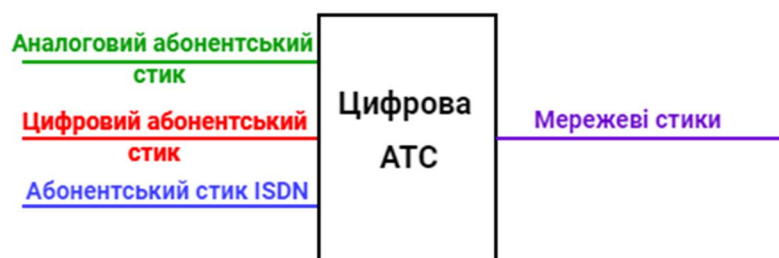 Аналоговий абонентський
стик
Цифровий абонентський
стик
Абонентський стик ISDN
Цифрова
АТС
Мережеві стики